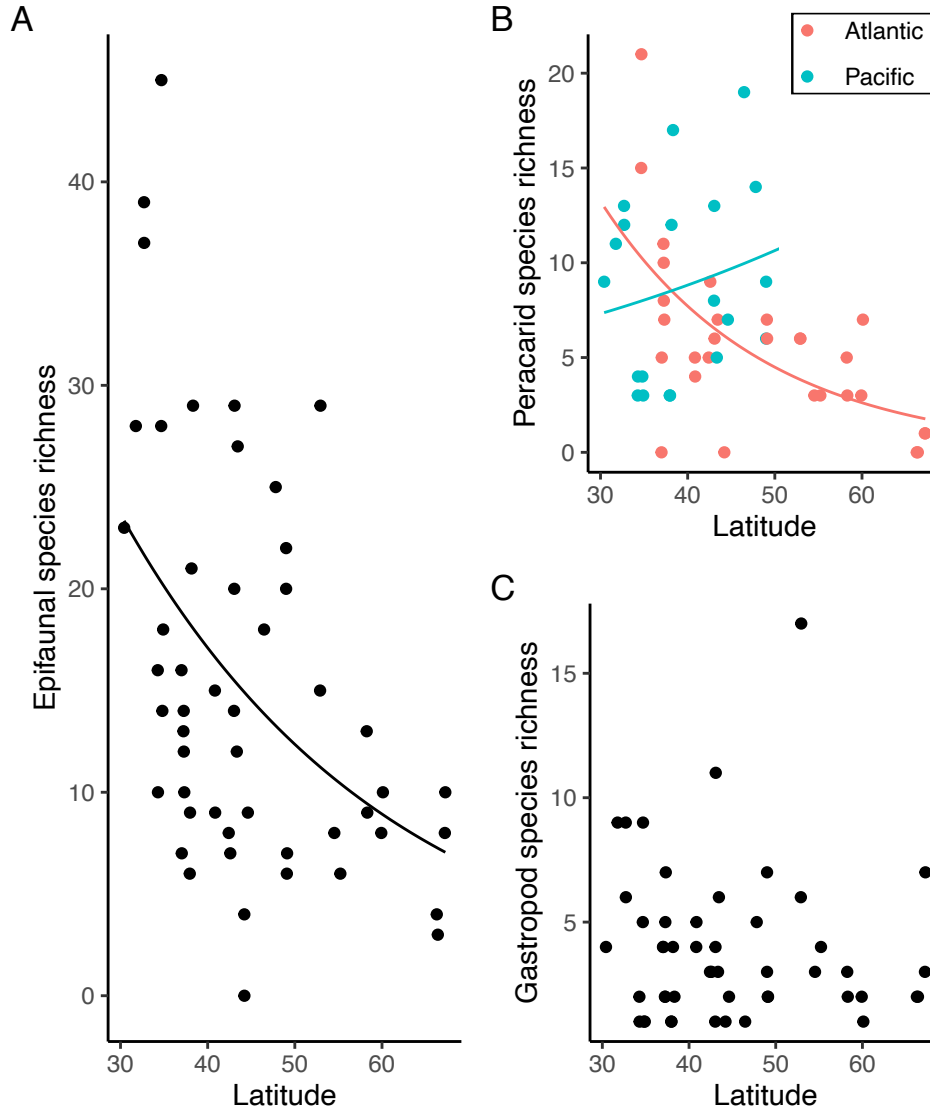 A
Epifaunal species richness
40
30
20
10
0
30 40 50 60
Latitude
B
Atlantic
Pacific
Peracarid species richness
20
15
10
5
0
30 40 50 60
Latitude
C
Gastropod species richness
15
10
5
30 40 50 60
Latitude